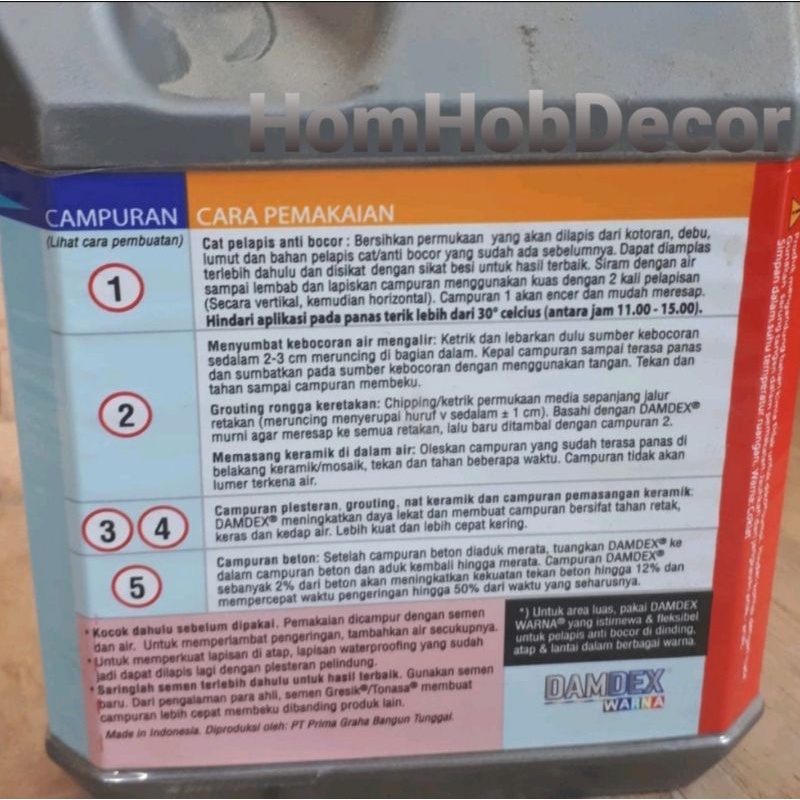 HomHobDecor
CAMPURAN
(Lihat cara pembuatan)
CARA PEMAKAIAN
1
Cat pelapis anti bocor : Bersihkan permukaan yang akan dilapis dari kotoran, debu,
lumut dan bahan pelapis cat/anti bocor yang sudah ada sebelumnya. Dapat diamplas
terlebih dahulu dan disikat dengan sikat besi untuk hasil terbaik. Siram dengan air
sampai lembab dan lapiskan campuran menggunakan kuas dengan 2 kali pelapisan
(Secara vertikal, kemudian horizontal). Campuran 1 akan encer dan mudah meresap.
Hindari aplikasi pada panas terik lebih dari 30° celcius (antara jam 11.00 - 15.00).
2
Menyumbat kebocoran air mengalir: Ketrik dan lebarkan dulu sumber kebocoran
sedalam 2-3 cm meruncing di bagian dalam. Kepal campuran sampai terasa panas
dan sumbatkan pada sumber kebocoran dengan menggunakan tangan. Tekan dan
tahan sampai campuran membeku.
Grouting rongga keretakan: Chipping/ketrik permukaan media sepanjang jalur
retakan (meruncing menyerupai huruf v sedalam ± 1 cm). Basahi dengan DAMDEX®
murni agar meresap ke semua retakan, lalu baru ditambal dengan campuran 2.
Memasang keramik di dalam air: Oleskan campuran yang sudah terasa panas di
belakang keramik/mosaik, tekan dan tahan beberapa waktu. Campuran tidak akan
lumer terkena air.
3 4
Campuran plesteran, grouting, nat keramik dan campuran pemasangan keramik:
DAMDEX® meningkatkan daya lekat dan membuat campuran bersifat tahan retak,
keras dan kedap air. Lebih kuat dan lebih cepat kering.
5
Campuran beton: Setelah campuran beton diaduk merata, tuangkan DAMDEX® ke
dalam campuran beton dan aduk kembali hingga merata. Campuran DAMDEX®
sebanyak 2% dari beton akan meningkatkan kekuatan tekan beton hingga 12% dan
mempercepat waktu pengeringan hingga 50% dari waktu yang seharusnya.
• Kocok dahulu sebelum dipakai. Pemakaian dicampur dengan semen
dan air. Untuk memperlambat pengeringan, tambahkan air secukupnya.
• Untuk memperkuat lapisan di atap, lapisan waterproofing yang sudah
jadi dapat dilapis lagi dengan plesteran pelindung.
• Saringlah semen terlebih dahulu untuk hasil terbaik. Gunakan semen
baru. Dari pengalaman para ahli, semen Gresik®/Tonasa® membuat
campuran lebih cepat membeku dibanding produk lain.
Made in Indonesia. Diproduksi oleh: PT Prima Graha Bangun Tunggal.
*) Untuk area luas, pakai DAMDEX
WARNA® yang istimewa & fleksibel
untuk pelapis anti bocor di dinding,
atap & lantai dalam berbagai warna.
DAMDEX
WARNA
Simpan dalam suhu temperatur ruangan.